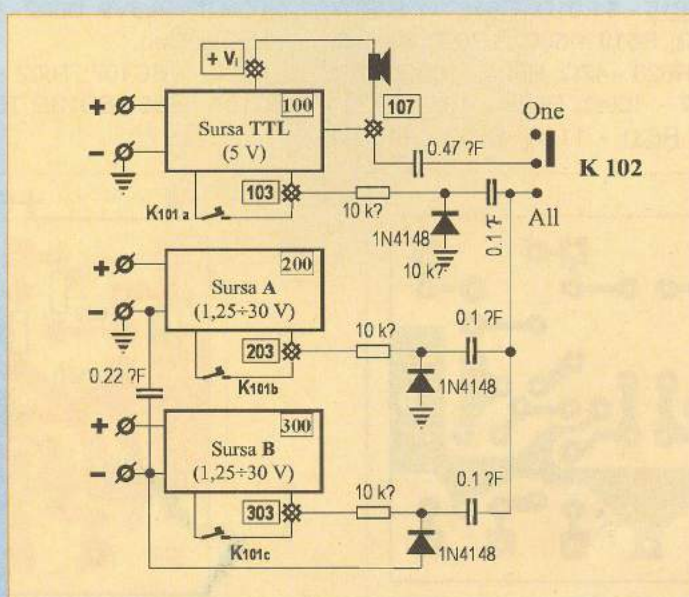 + Vi
100
107
+
Sursa TTL
(5 V)
-
One
0.47 ?F
K 102
103
K101 a
10 k?
0.1 ?F
All
1N4148
10 k?
+
200
Sursa A
(1,25÷30 V)
-
10 k?
0.1 ?F
203
K101b
1N4148
0.22 ?F
+
300
Sursa B
(1,25÷30 V)
-
10 k?
0.1 ?F
303
K101c
1N4148